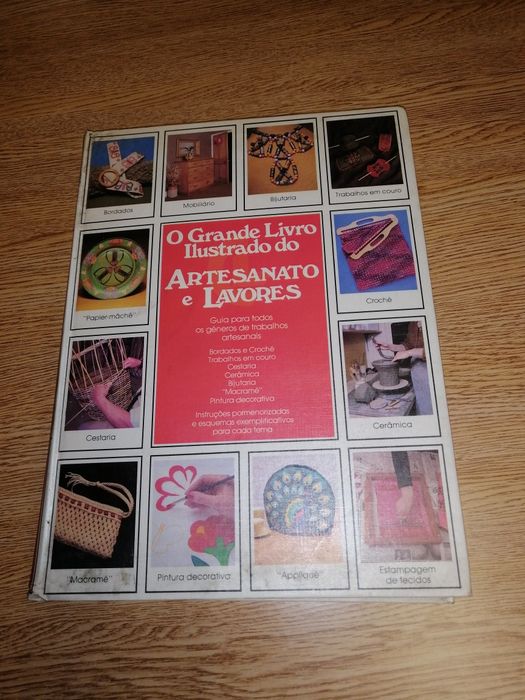 Bordados
Mobiliário
Bijutaria
Trabalhos em couro
O Grande Livro
Ilustrado do
ARTESANATO
e LAVORES
Guia para todos
os géneros de trabalhos
artesanais
Bordados e Croché
Trabalhos em couro
Cestaria
Cerâmica
Bijutaria
"Macramé"
Pintura decorativa
Instruções pormenorizadas
e esquemas exemplificativos
para cada tema
"Papier-mâché"
Croché
Cestaria
Cerâmica
"Macramé"
Pintura decorativa
"Appliqué"
Estampagem
de tecidos